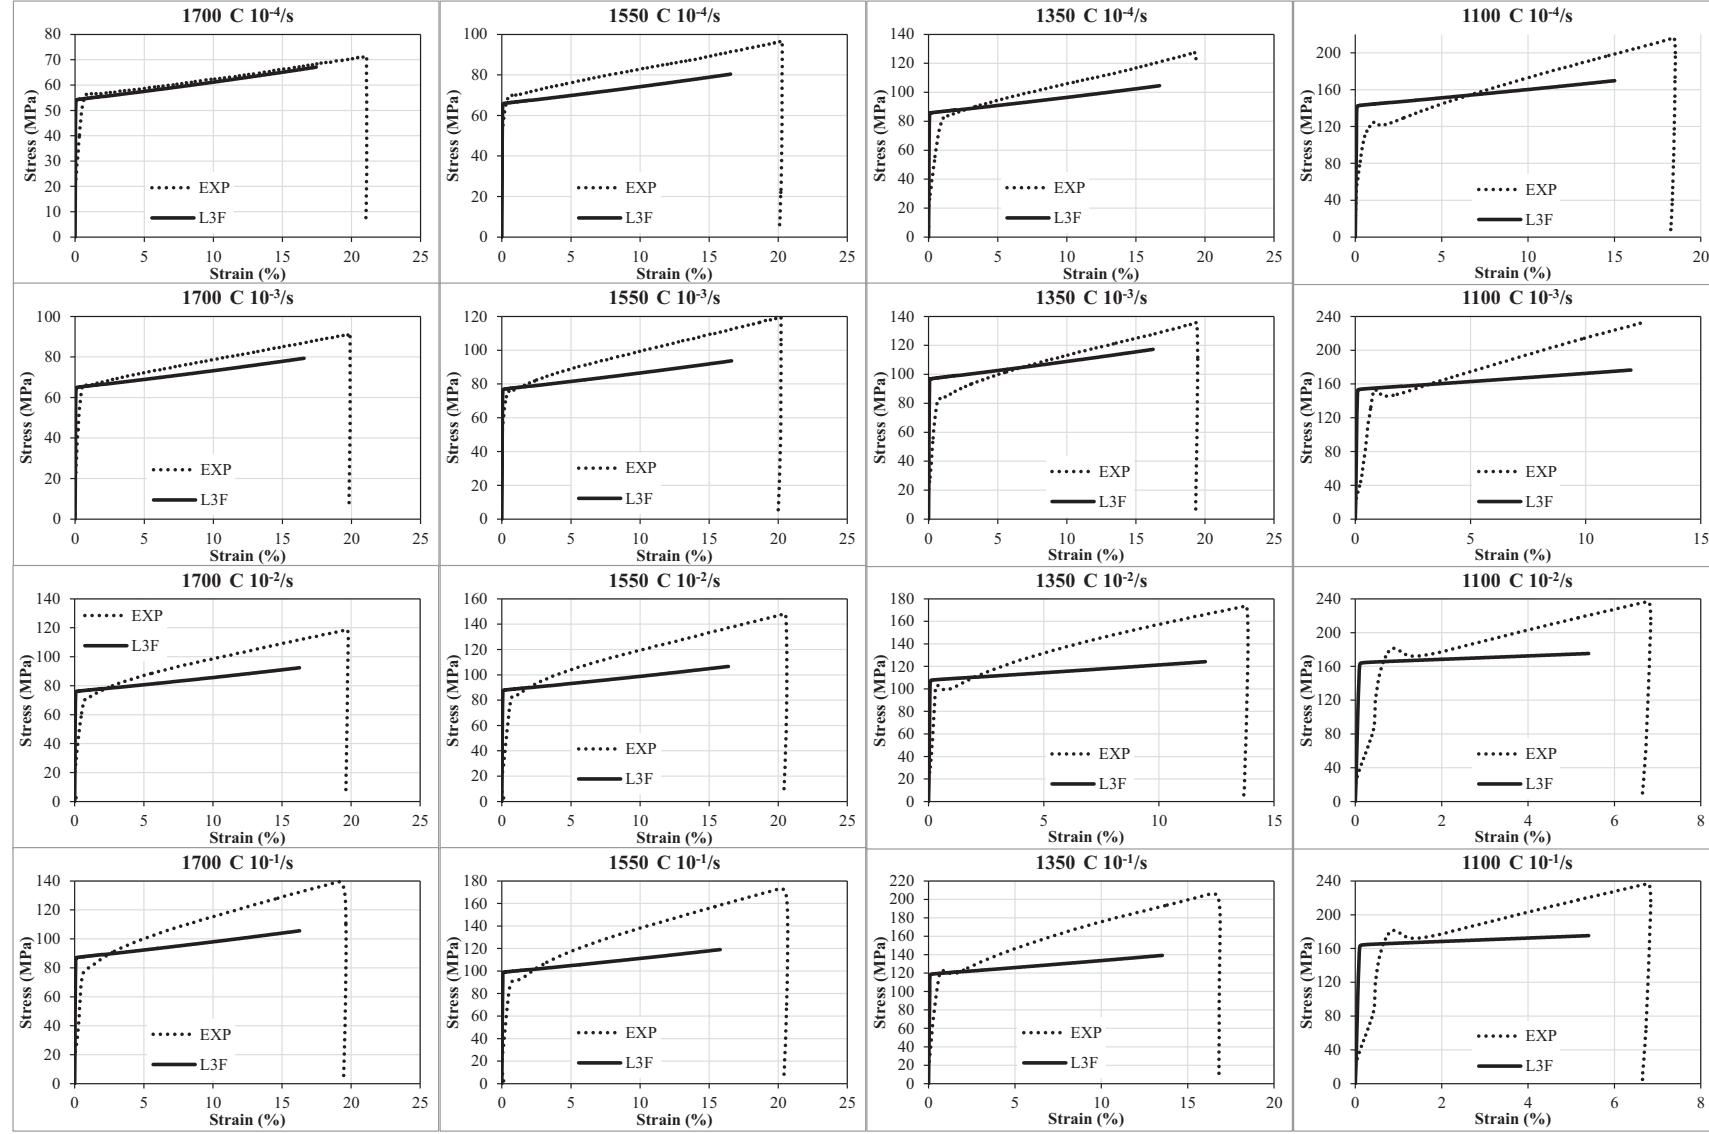 1700 C 10-4/s
80
70
60
50
40
30
20
10
0
Stress (MPa)
EXP
L3F
0 5 10 15 20 25
Strain (%)
1550 C 10-4/s
100
80
60
40
20
0
Stress (MPa)
EXP
L3F
0 5 10 15 20 25
Strain (%)
1350 C 10-4/s
140
120
100
80
60
40
20
0
Stress (MPa)
EXP
L3F
0 5 10 15 20 25
Strain (%)
1100 C 10-4/s
200
160
120
80
40
0
Stress (MPa)
EXP
L3F
0 5 10 15 20
Strain (%)
1700 C 10-3/s
100
80
60
40
20
0
Stress (MPa)
EXP
L3F
0 5 10 15 20 25
Strain (%)
1550 C 10-3/s
120
100
80
60
40
20
0
Stress (MPa)
EXP
L3F
0 5 10 15 20 25
Strain (%)
1350 C 10-3/s
140
120
100
80
60
40
20
0
Stress (MPa)
EXP
L3F
0 5 10 15 20 25
Strain (%)
1100 C 10-3/s
240
200
160
120
80
40
0
Stress (MPa)
EXP
L3F
0 5 10 15
Strain (%)
1700 C 10-2/s
140
120
100
80
60
40
20
0
Stress (MPa)
EXP
L3F
0 5 10 15 20 25
Strain (%)
1550 C 10-2/s
160
140
120
100
80
60
40
20
0
Stress (MPa)
EXP
L3F
0 5 10 15 20 25
Strain (%)
1350 C 10-2/s
180
160
140
120
100
80
60
40
20
0
Stress (MPa)
EXP
L3F
0 5 10 15
Strain (%)
1100 C 10-2/s
240
200
160
120
80
40
0
Stress (MPa)
EXP
L3F
0 2 4 6 8
Strain (%)
1700 C 10-1/s
140
120
100
80
60
40
20
0
Stress (MPa)
EXP
L3F
0 5 10 15 20 25
Strain (%)
1550 C 10-1/s
180
160
140
120
100
80
60
40
20
0
Stress (MPa)
EXP
L3F
0 5 10 15 20 25
Strain (%)
1350 C 10-1/s
220
200
180
160
140
120
100
80
60
40
20
0
Stress (MPa)
EXP
L3F
0 5 10 15 20
Strain (%)
1100 C 10-1/s
240
200
160
120
80
40
0
Stress (MPa)
EXP
L3F
0 2 4 6 8
Strain (%)